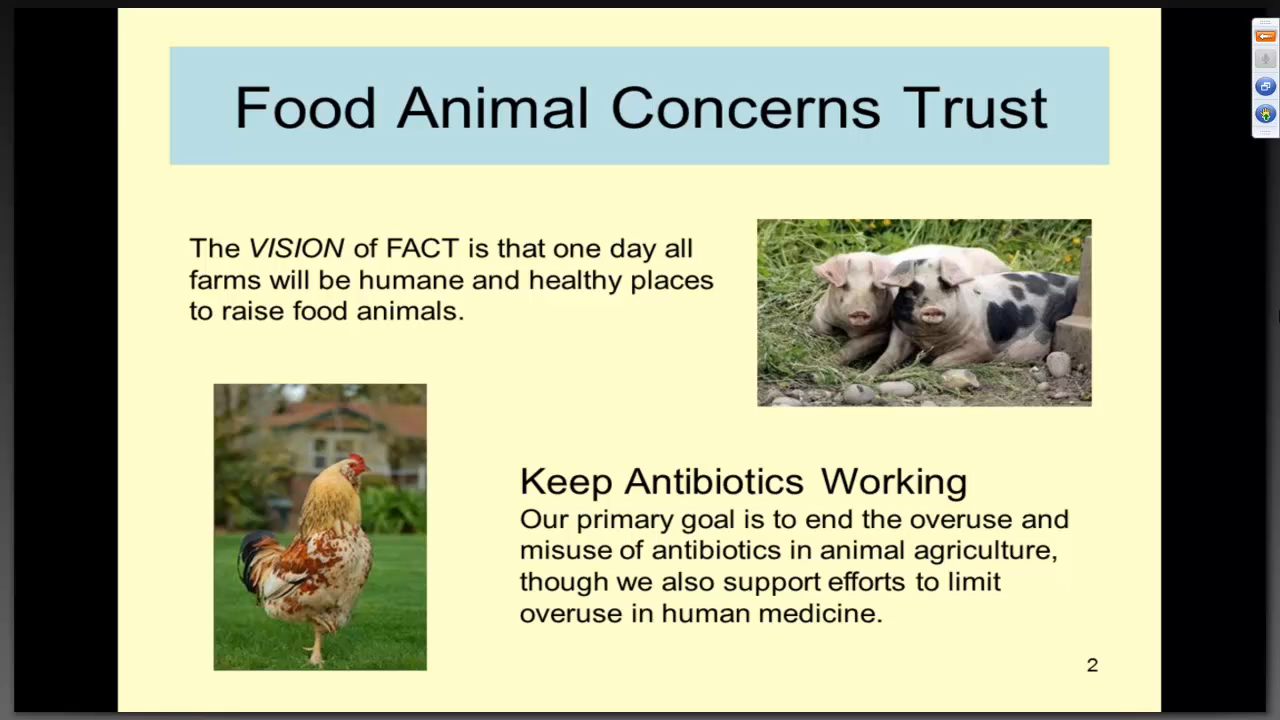 Food Animal Concerns Trust
The VISION of FACT is that one day all
farms will be humane and healthy places
to raise food animals.
Keep Antibiotics Working
Our primary goal is to end the overuse and
misuse of antibiotics in animal agriculture,
though we also support efforts to limit
overuse in human medicine.
2